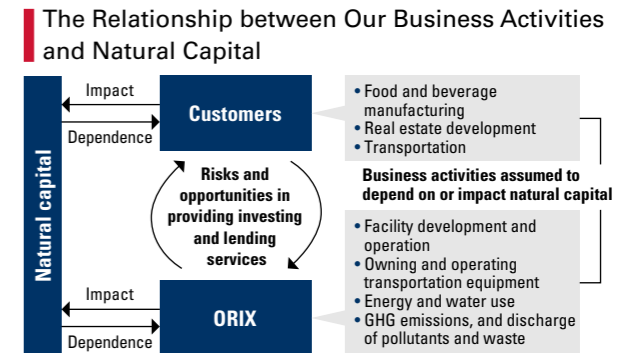 The Relationship between Our Business Activities
and Natural Capital
Natural capital
Impact
Dependence
Customers
• Food and beverage
manufacturing
• Real estate development
• Transportation
Risks and
opportunities in
providing investing
and lending
services
Business activities assumed to
depend on or impact natural capital
Impact
Dependence
ORIX
• Facility development and
operation
• Owning and operating
transportation equipment
• Energy and water use
• GHG emissions, and discharge
of pollutants and waste